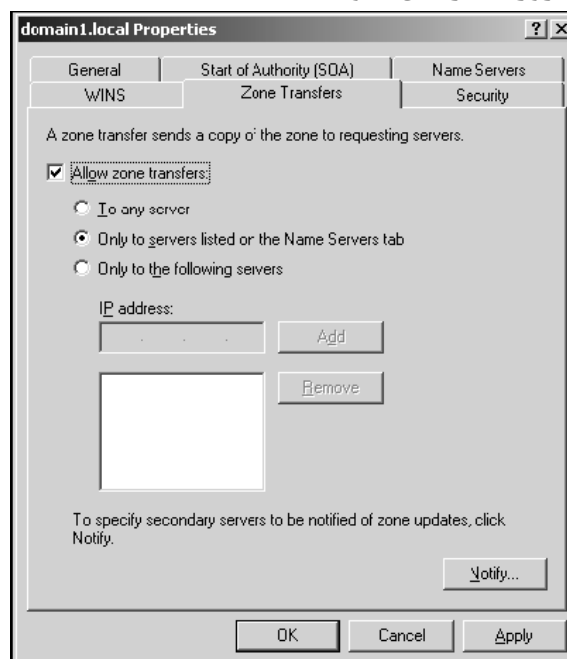 domain1.local Properties
General Start of Authority (SOA) Name Servers
WINS Zone Transfers Security
A zone transfer sends a copy of the zone to requesting servers.
Allow zone transfers:
To any server
Only to servers listed on the Name Servers tab
Only to the following servers
IP address:
Add
Remove
To specify secondary servers to be notified of zone updates, click
Notify.
Notify...
OK Cancel Apply